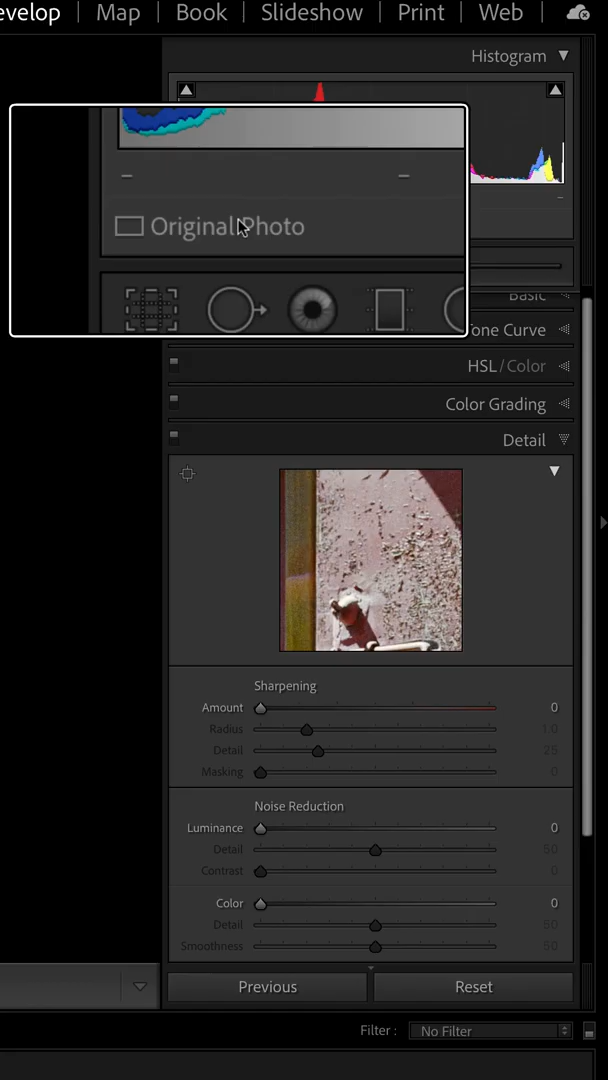 evelop | Map | Book | Slideshow | Print | Web |
Histogram
Original Photo
Basic
one Curve
HSL / Color
Color Grading
Detail
Sharpening
Amount 0
Radius 1.0
Detail 25
Masking 0
Noise Reduction
Luminance 0
Detail 50
Contrast 0
Color 0
Detail 50
Smoothness 50
Previous Reset
Filter : No Filter